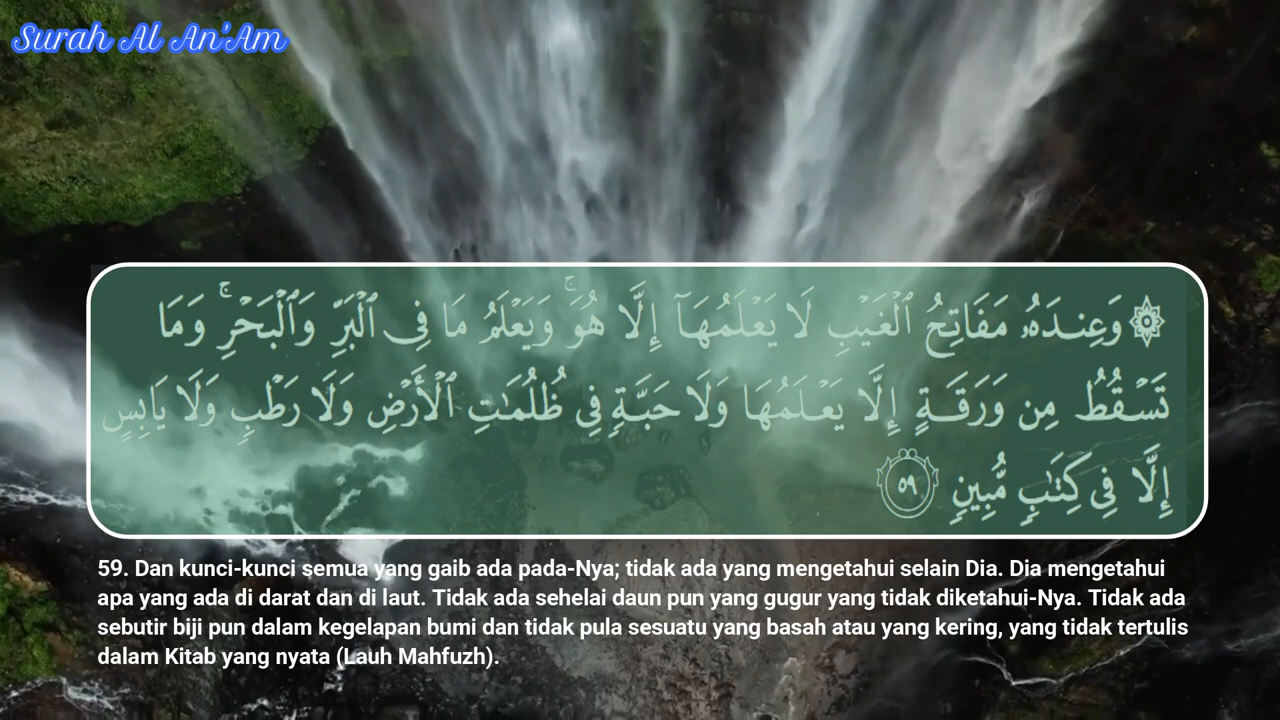 Surah Al An'Am
۞ وَعِندَهُۥ مَفَاتِحُ ٱلْغَيْبِ لَا يَعْلَمُهَآ إِلَّا هُوَ ۚ وَيَعْلَمُ مَا فِى ٱلْبَرِّ وَٱلْبَحْرِ ۚ وَمَا
تَسْقُطُ مِن وَرَقَةٍ إِلَّا يَعْلَمُهَا وَلَا حَبَّةٍ فِى ظُلُمَٰتِ ٱلْأَرْضِ وَلَا رَطْبٍ وَلَا يَابِسٍ
إِلَّا فِى كِتَٰبٍ مُّبِينٍ ٥٩
59. Dan kunci-kunci semua yang gaib ada pada-Nya; tidak ada yang mengetahui selain Dia. Dia mengetahui
apa yang ada di darat dan di laut. Tidak ada sehelai daun pun yang gugur yang tidak diketahui-Nya. Tidak ada
sebutir biji pun dalam kegelapan bumi dan tidak pula sesuatu yang basah atau yang kering, yang tidak tertulis
dalam Kitab yang nyata (Lauh Mahfuzh).